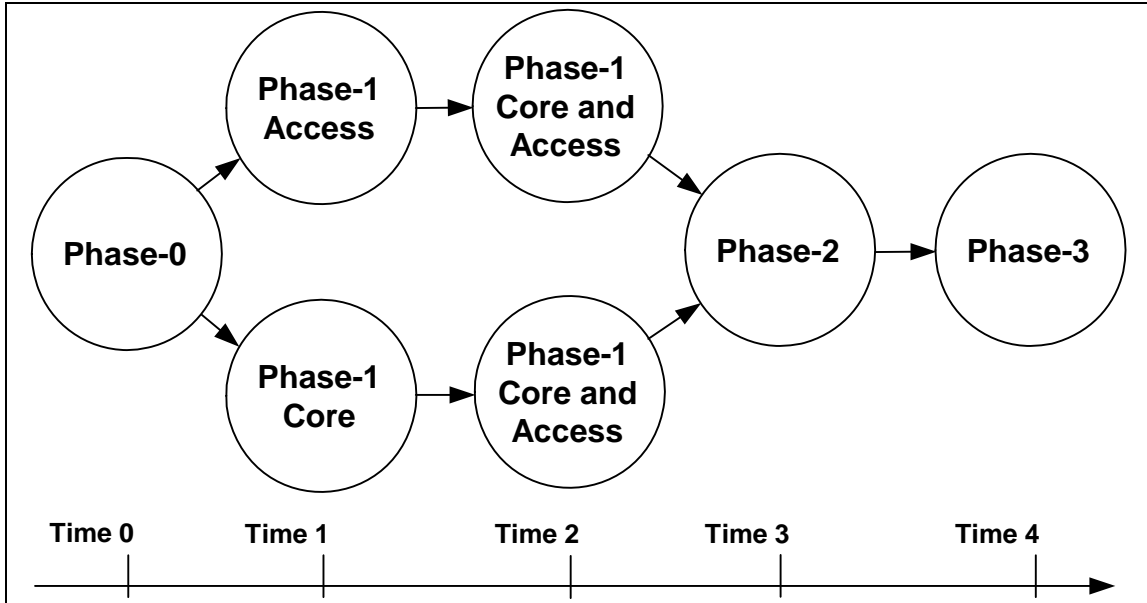 Phase-1
Access
Phase-1
Core and
Access
Phase-0
Phase-2
Phase-3
Phase-1
Core
Phase-1
Core and
Access
Time 0
Time 1
Time 2
Time 3
Time 4